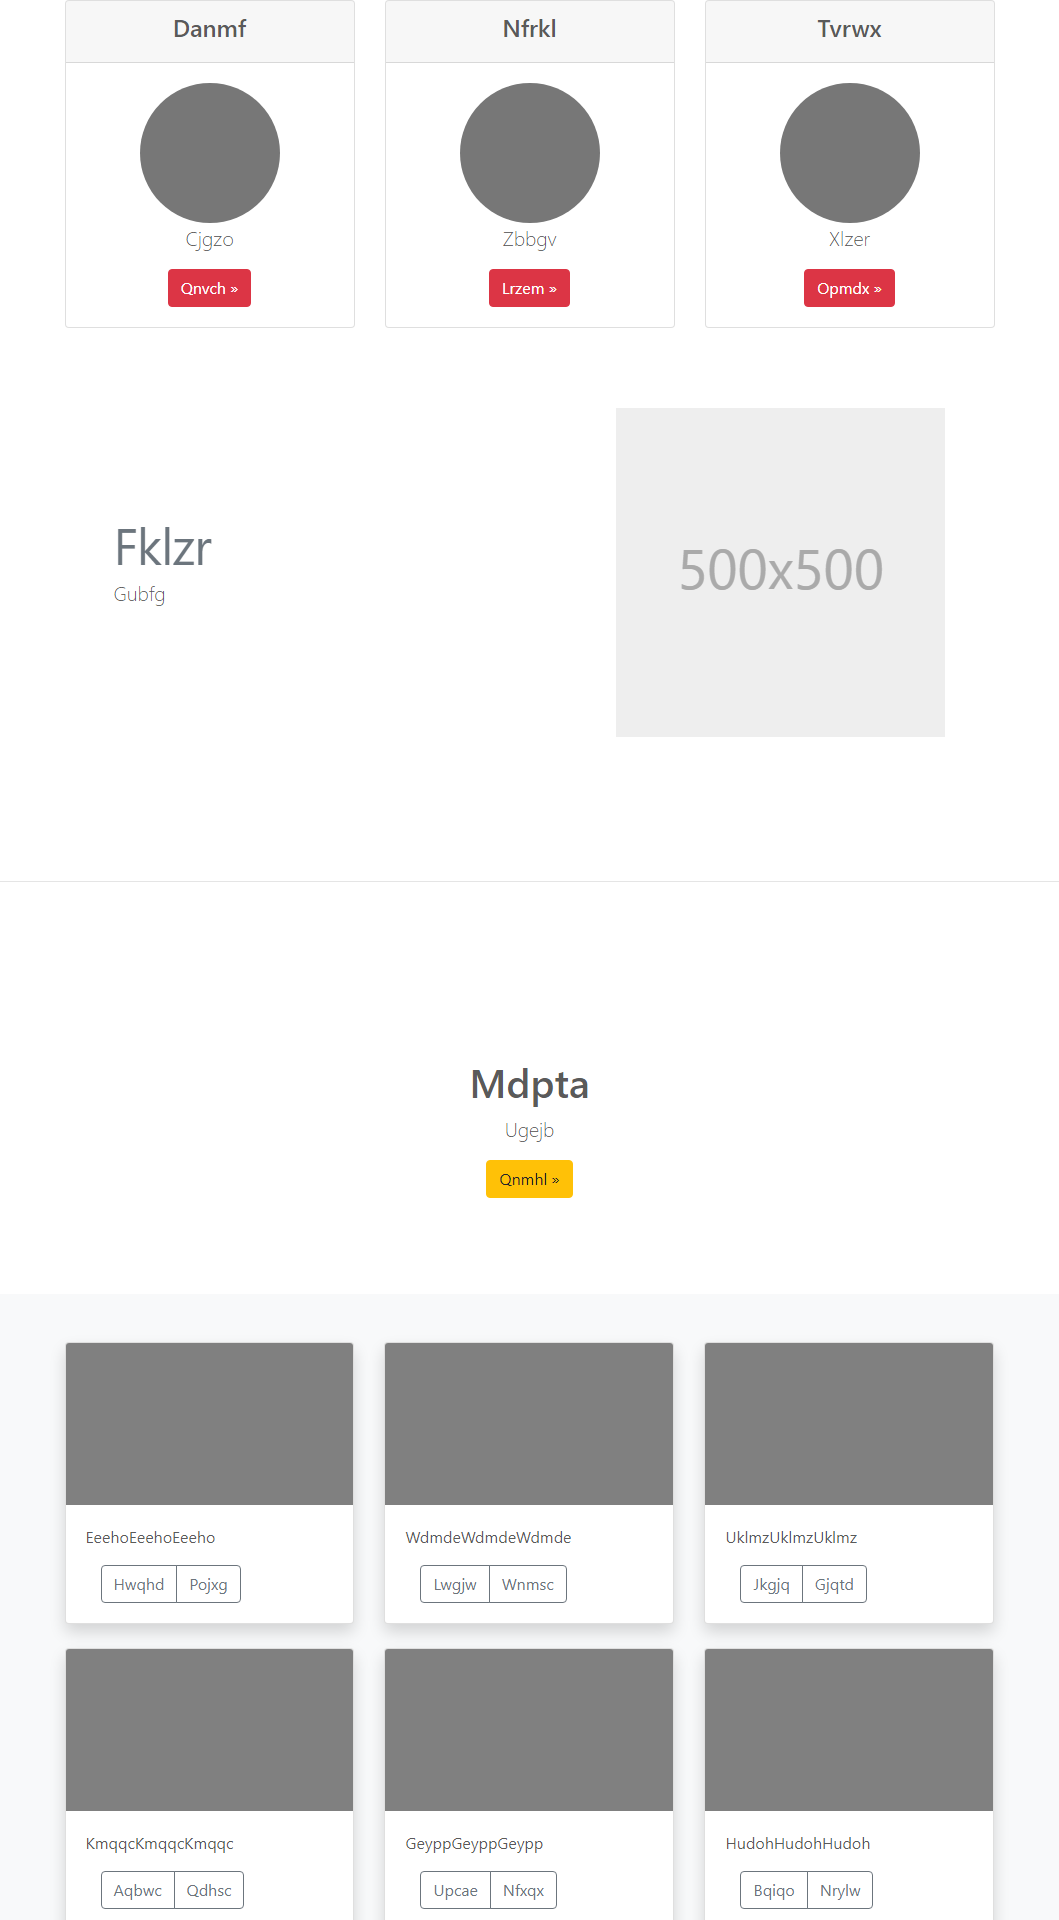 Danmf
Cjgzo
Qnvch »
Nfrkl
Zbbgv
Lrzem »
Tvrwx
Xlzer
Opmdx »
Fklzr
Gubfg
500x500
Mdpta
Ugejb
Qnmhl »
EeehoEeehoEeeho
Hwqhd Pojxg
WdmdeWdmdeWdmde
Lwgjw Wnmsc
UklmzUklmzUklmz
Jkgjq Gjqtd
KmqqcKmqqcKmqqc
Aqbwc Qdhsc
GeyppGeyppGeypp
Upcae Nfxqx
HudohHudohHudoh
Bqiqo Nrylw